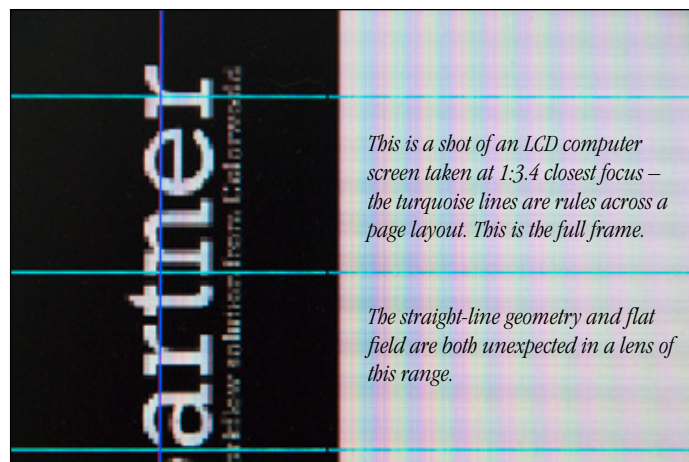 artner
solution from
This is a shot of an LCD computer
screen taken at 1:3.4 closest focus –
the turquoise lines are rules across a
page layout. This is the full frame.
The straight-line geometry and flat
field are both unexpected in a lens of
this range.